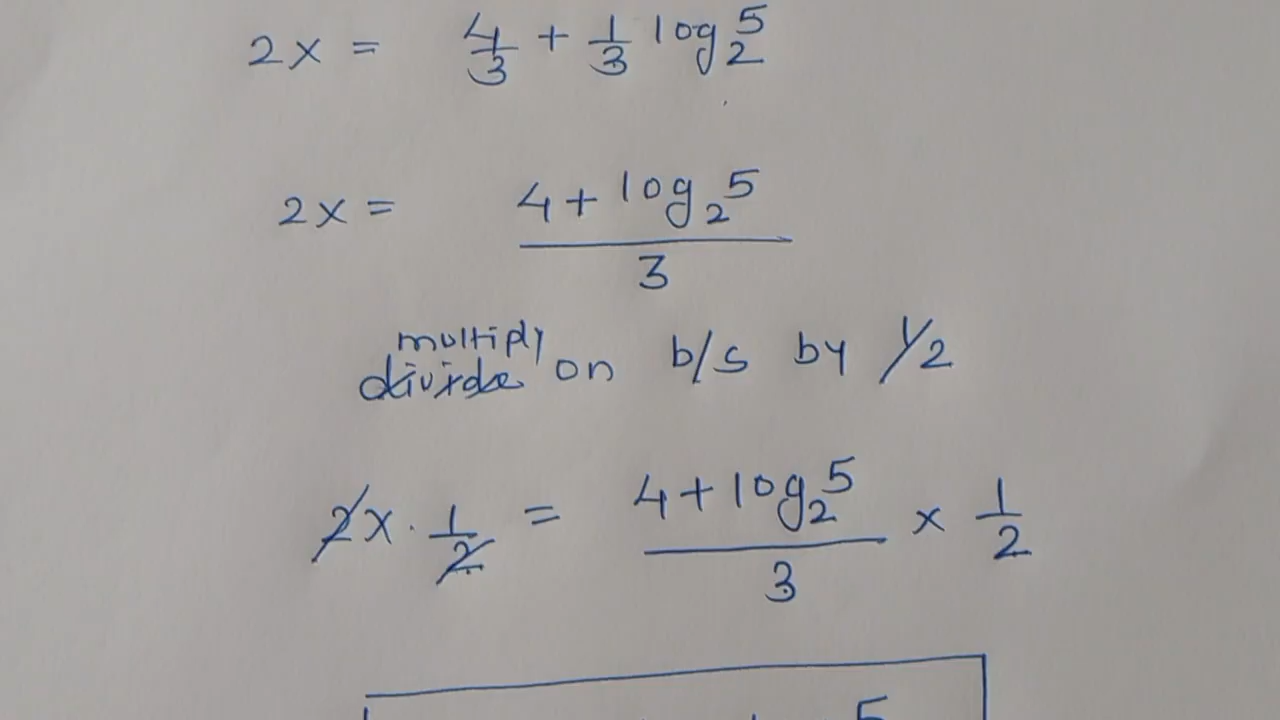 2x = 4/3 + 1/3 log₂5
2x = (4 + log₂5)/3
multiply
divide on b/s by 1/2
2x · 1/2 = (4 + log₂5)/3 × 1/2
5